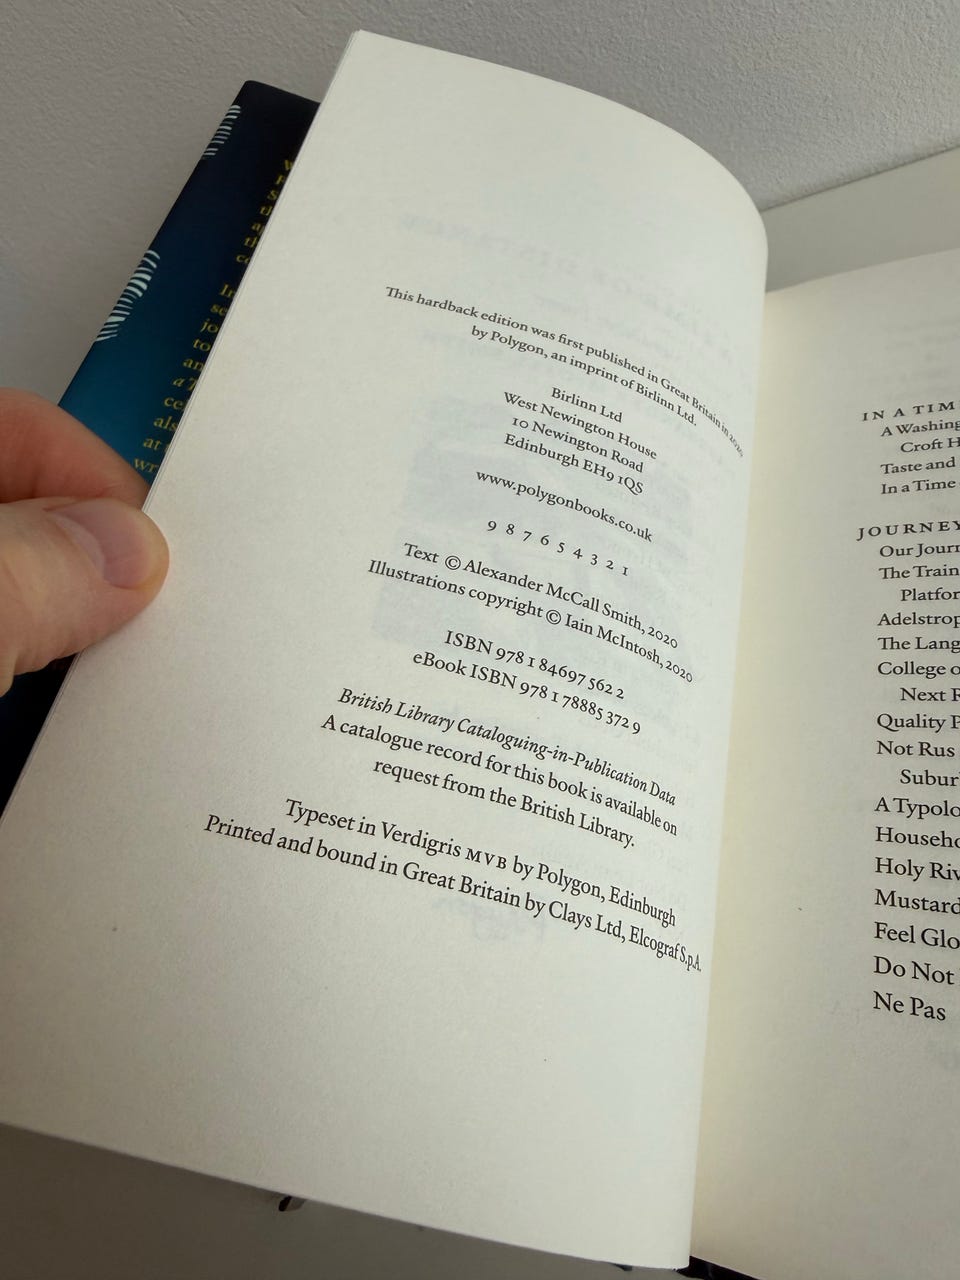 This hardback edition was first published in Great Britain in 2020
by Polygon, an imprint of Birlinn Ltd.
Birlinn Ltd
West Newington House
10 Newington Road
Edinburgh EH9 1QS
www.polygonbooks.co.uk
9 8 7 6 5 4 3 2 1
Text © Alexander McCall Smith, 2020
Illustrations copyright © Iain McIntosh, 2020
ISBN 978 1 84697 562 2
eBook ISBN 978 1 78885 372 9
British Library Cataloguing-in-Publication Data
A catalogue record for this book is available on
request from the British Library.
Typeset in Verdigris MVB by Polygon, Edinburgh
Printed and bound in Great Britain by Clays Ltd, Elcograf S.p.A.
IN A TIM
A Washing
Croft H
Taste and
In a Time
JOURNEY
Our Journ
The Train
Platfor
Adelstrop
The Lang
College o
Next R
Quality P
Not Rus
Subur
A Typolo
Househo
Holy Riv
Mustard
Feel Glo
Do Not
Ne Pas